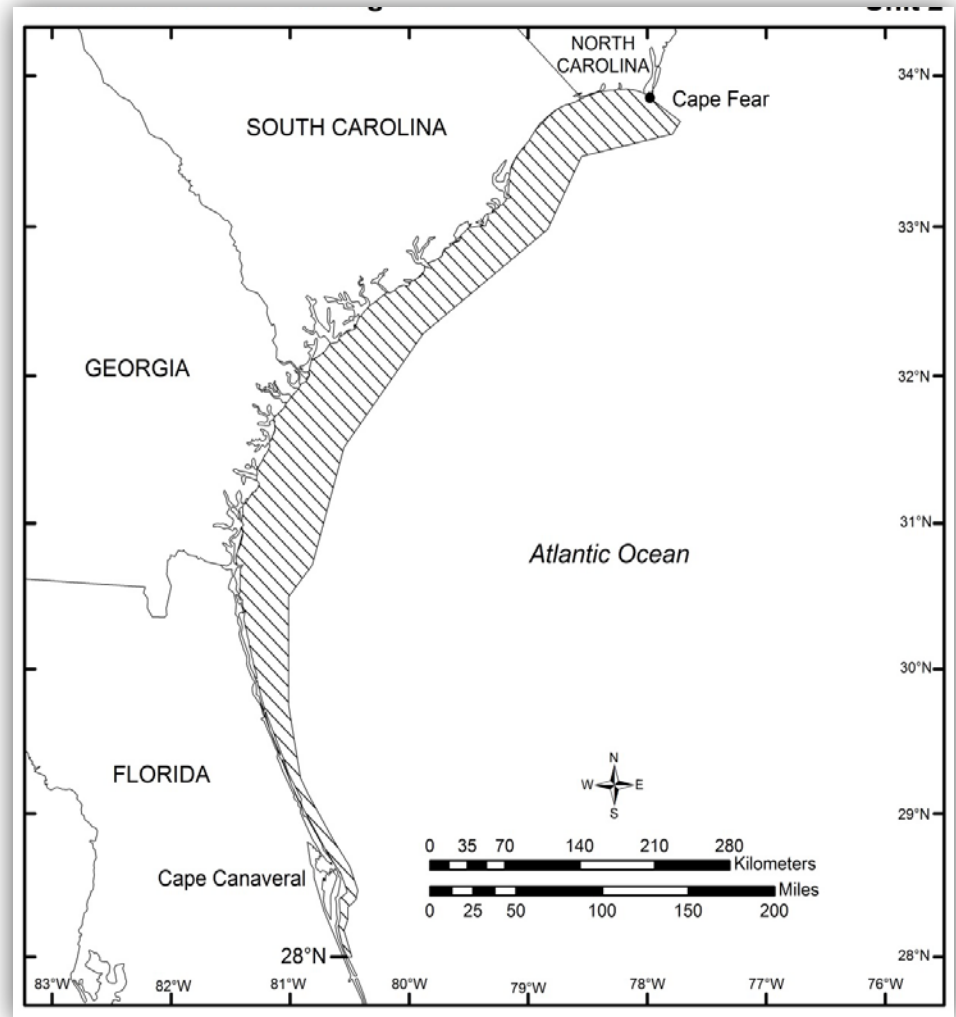 Unit 2
NORTH
CAROLINA
34°N
Cape Fear
SOUTH CAROLINA
33°N
GEORGIA
32°N
31°N
Atlantic Ocean
30°N
N
W E
S
FLORIDA
29°N
0 35 70 140 210 280
Kilometers
Cape Canaveral
Miles
0 25 50 100 150 200
28°N
28°N
83°W 82°W 81°W 80°W 79°W 78°W 77°W 76°W